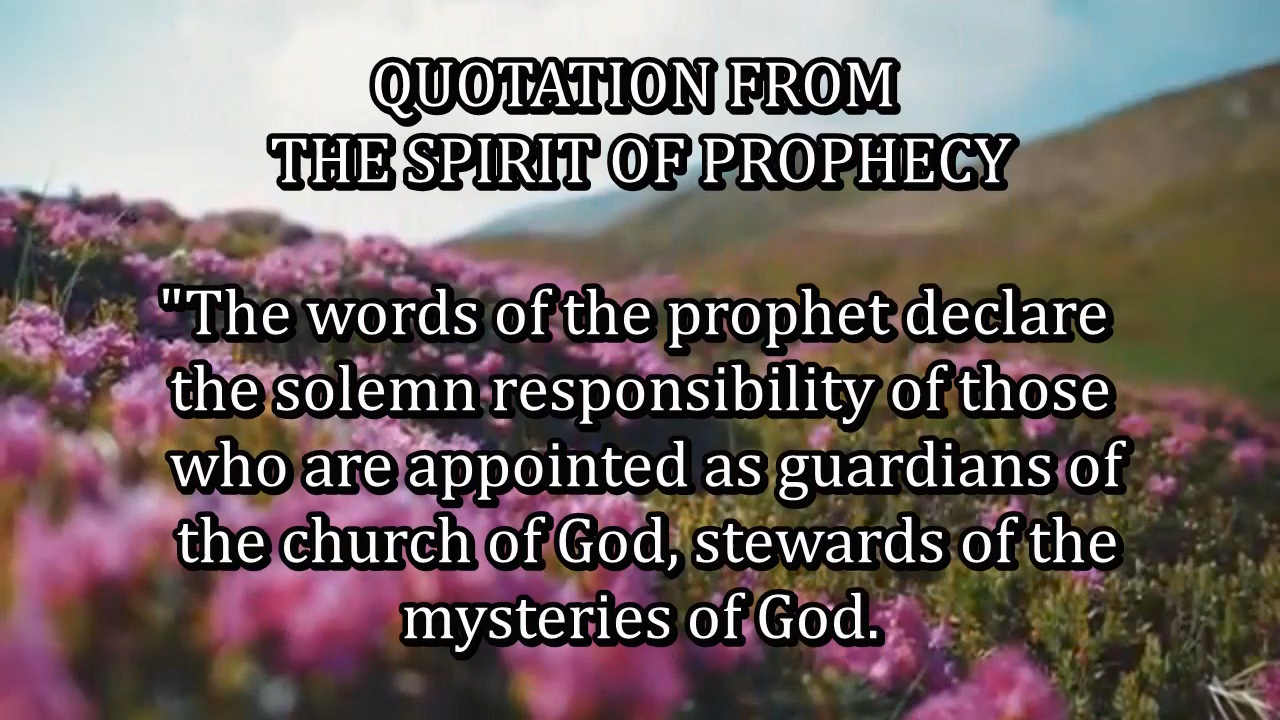 QUOTATION FROM
THE SPIRIT OF PROPHECY
"The words of the prophet declare
the solemn responsibility of those
who are appointed as guardians of
the church of God, stewards of the
mysteries of God.